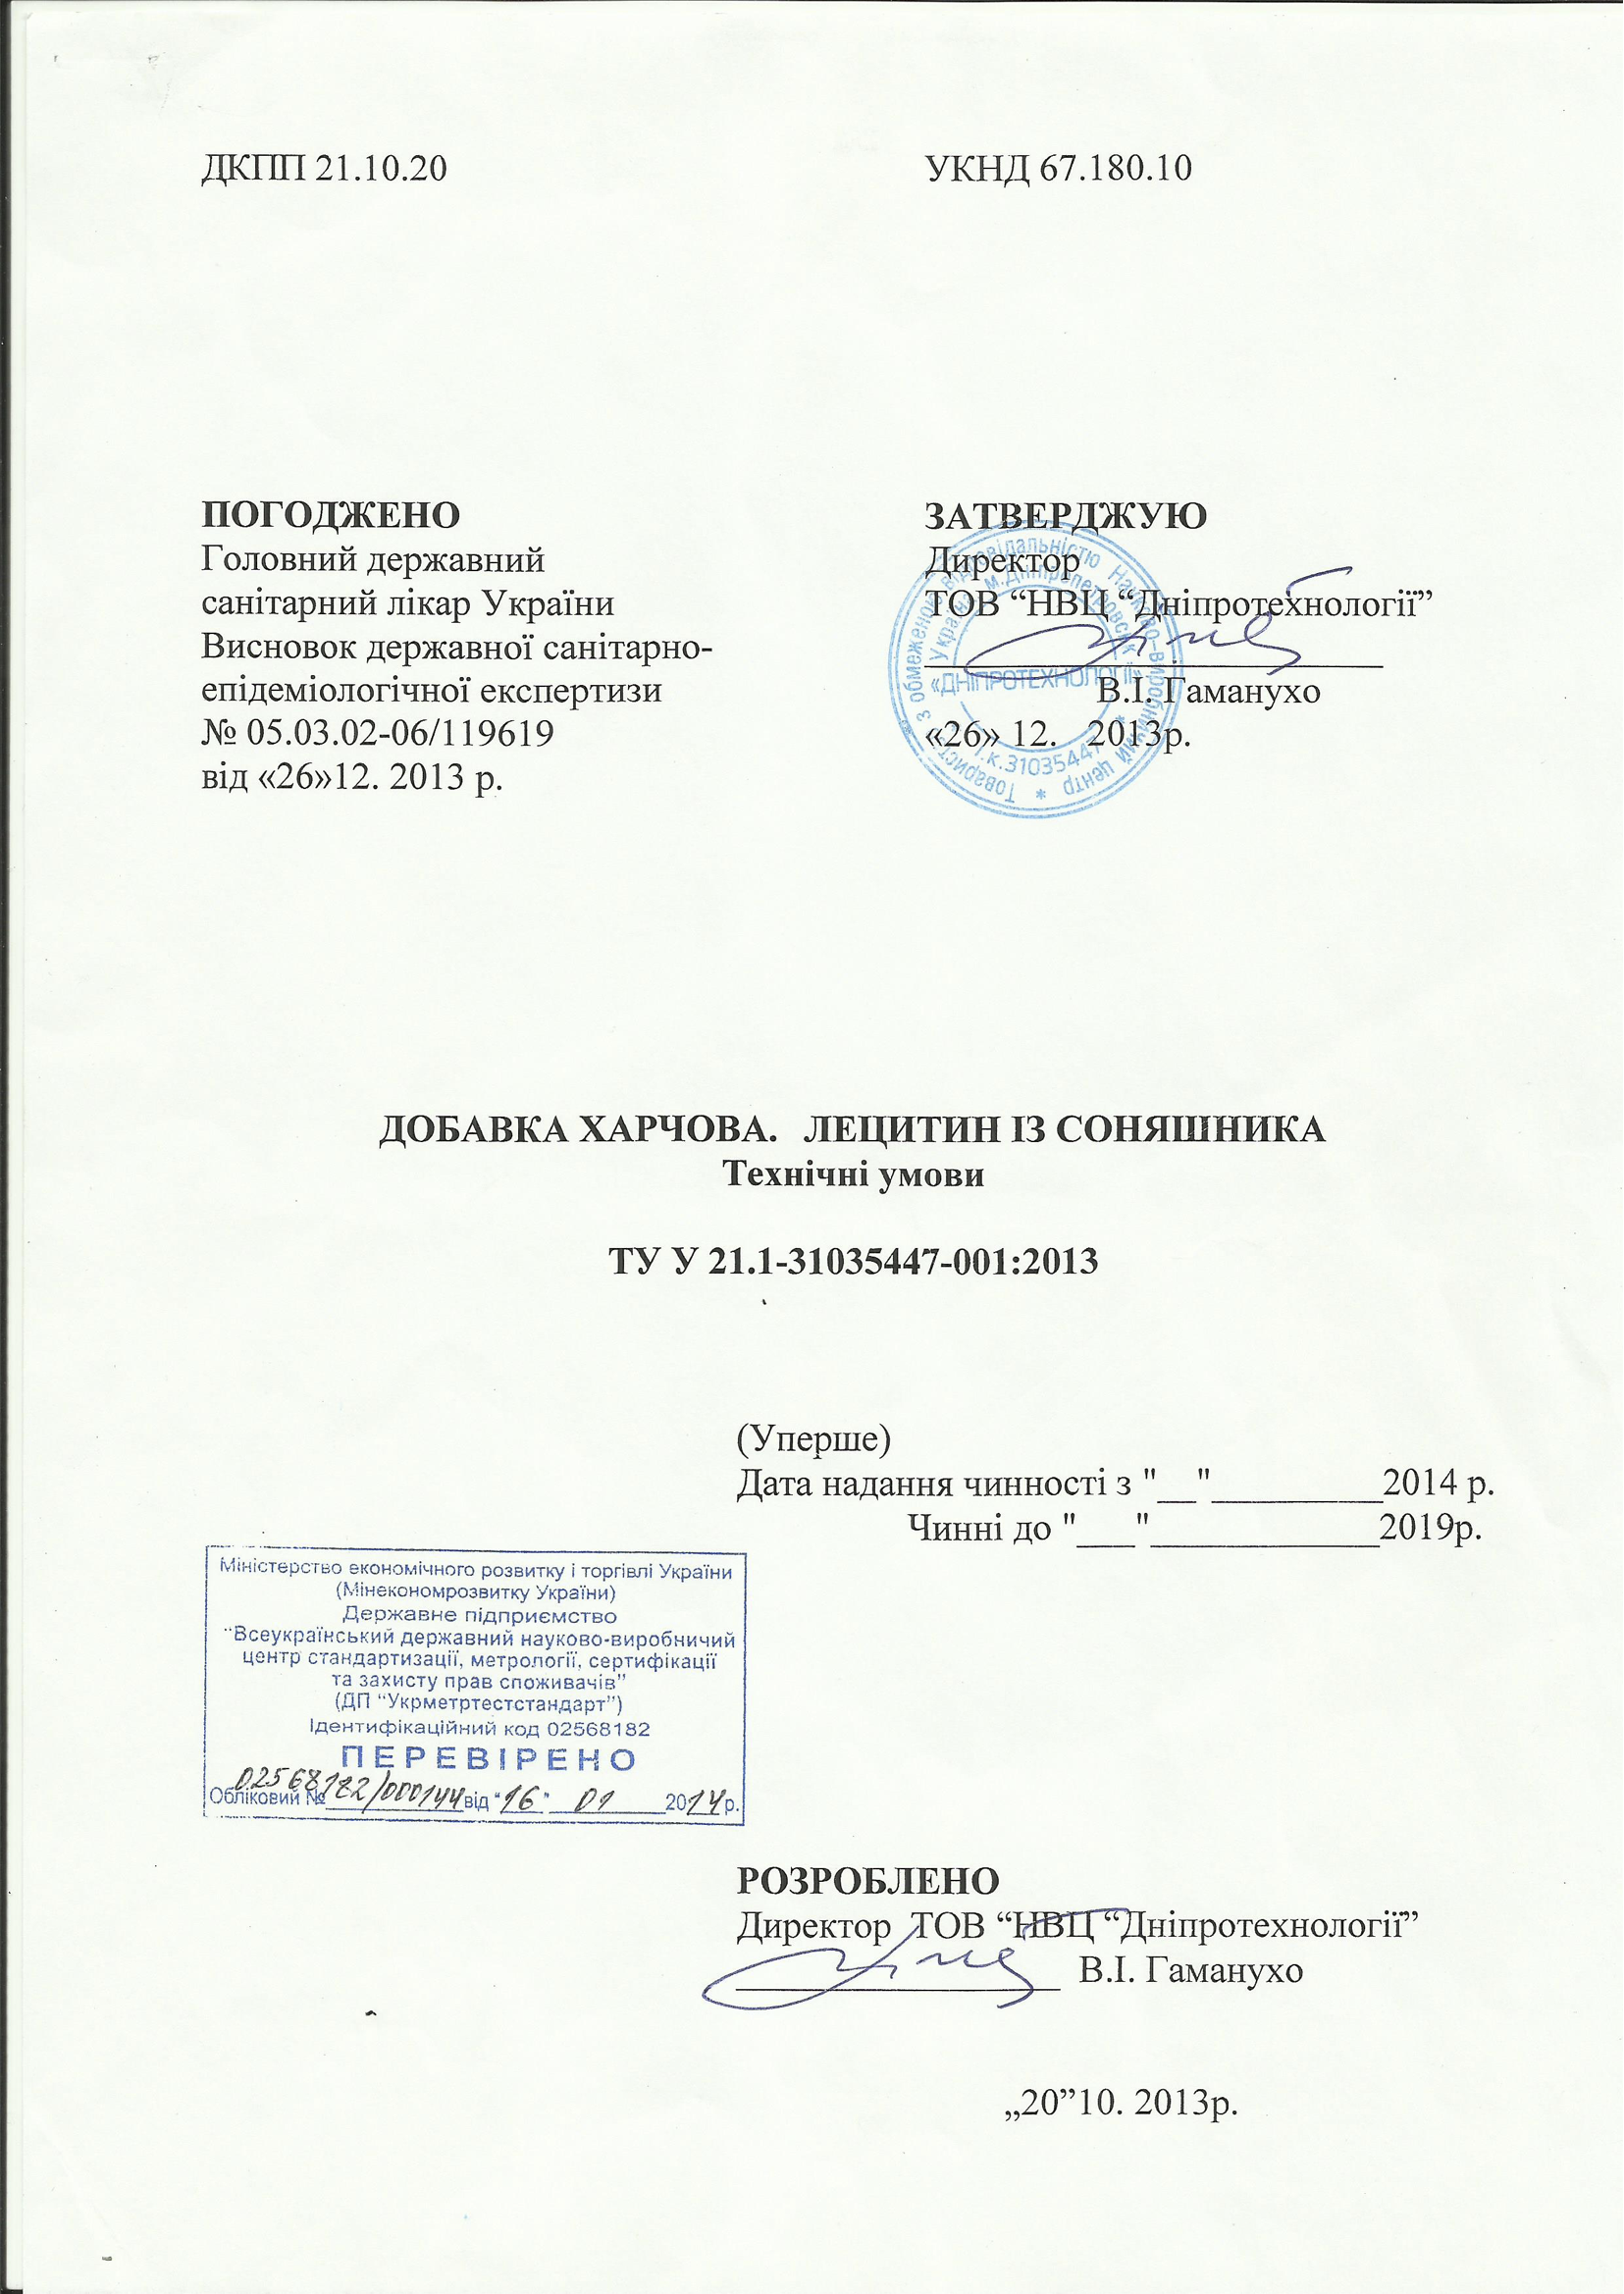 ДКПП 21.10.20
УКНД 67.180.10
ПОГОДЖЕНО
Головний державний
санітарний лікар України
Висновок державної санітарно-
епідеміологічної експертизи
№ 05.03.02-06/119619
від «26»12. 2013 р.
ЗАТВЕРДЖУЮ
Директор
ТОВ “НВЦ “Дніпротехнології”
В.І. Гаманухо
«26» 12. 2013р.
Товариство з обмеженою відповідальністю Науково-виробничий центр *
Україна м.Дніпропетровськ
«ДНІПРОТЕХНОЛОГІЇ»
* і.к.31035447 *
ДОБАВКА ХАРЧОВА. ЛЕЦИТИН ІЗ СОНЯШНИКА
Технічні умови
ТУ У 21.1-31035447-001:2013
(Уперше)
Дата надання чинності з "__"_________2014 р.
Чинні до "___"____________2019р.
Міністерство економічного розвитку і торгівлі України
(Мінекономрозвитку України)
Державне підприємство
“Всеукраїнський державний науково-виробничий
центр стандартизації, метрології, сертифікації
та захисту прав споживачів”
(ДП “Укрметртестстандарт”)
Ідентифікаційний код 02568182
ПЕРЕВІРЕНО
Обліковий № 02568182/000144 від “16” 01 2014 р.
РОЗРОБЛЕНО
Директор ТОВ “НВЦ “Дніпротехнології”
В.І. Гаманухо
„20”10. 2013р.